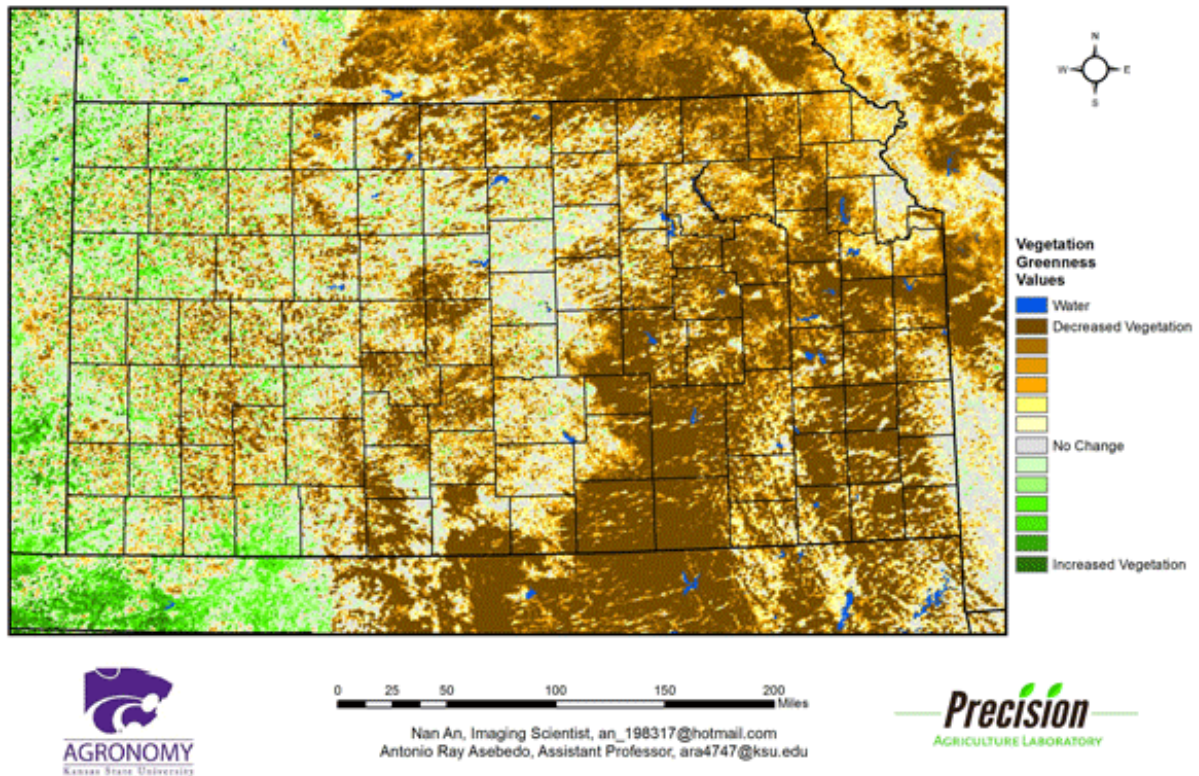 N
W E
S
Vegetation
Greenness
Values
Water
Decreased Vegetation
No Change
Increased Vegetation
0 25 50 100 150 200
Miles
AGRONOMY
Kansas State University
Nan An, Imaging Scientist, an_198317@hotmail.com
Antonio Ray Asebedo, Assistant Professor, ara4747@ksu.edu
Precision
AGRICULTURE LABORATORY